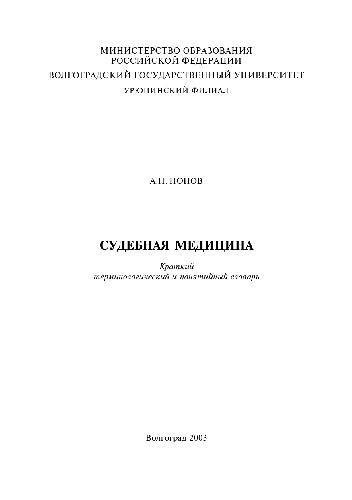 МИНИСТЕРСТВО ОБРАЗОВАНИЯ
РОССИЙСКОЙ ФЕДЕРАЦИИ
ВОЛГОГРАДСКИЙ ГОСУДАРСТВЕННЫЙ УНИВЕРСИТЕТ
УРЮПИНСКИЙ ФИЛИАЛ
А.П. ПОПОВ
СУДЕБНАЯ МЕДИЦИНА
Краткий
терминологический и понятийный словарь
Волгоград 2003